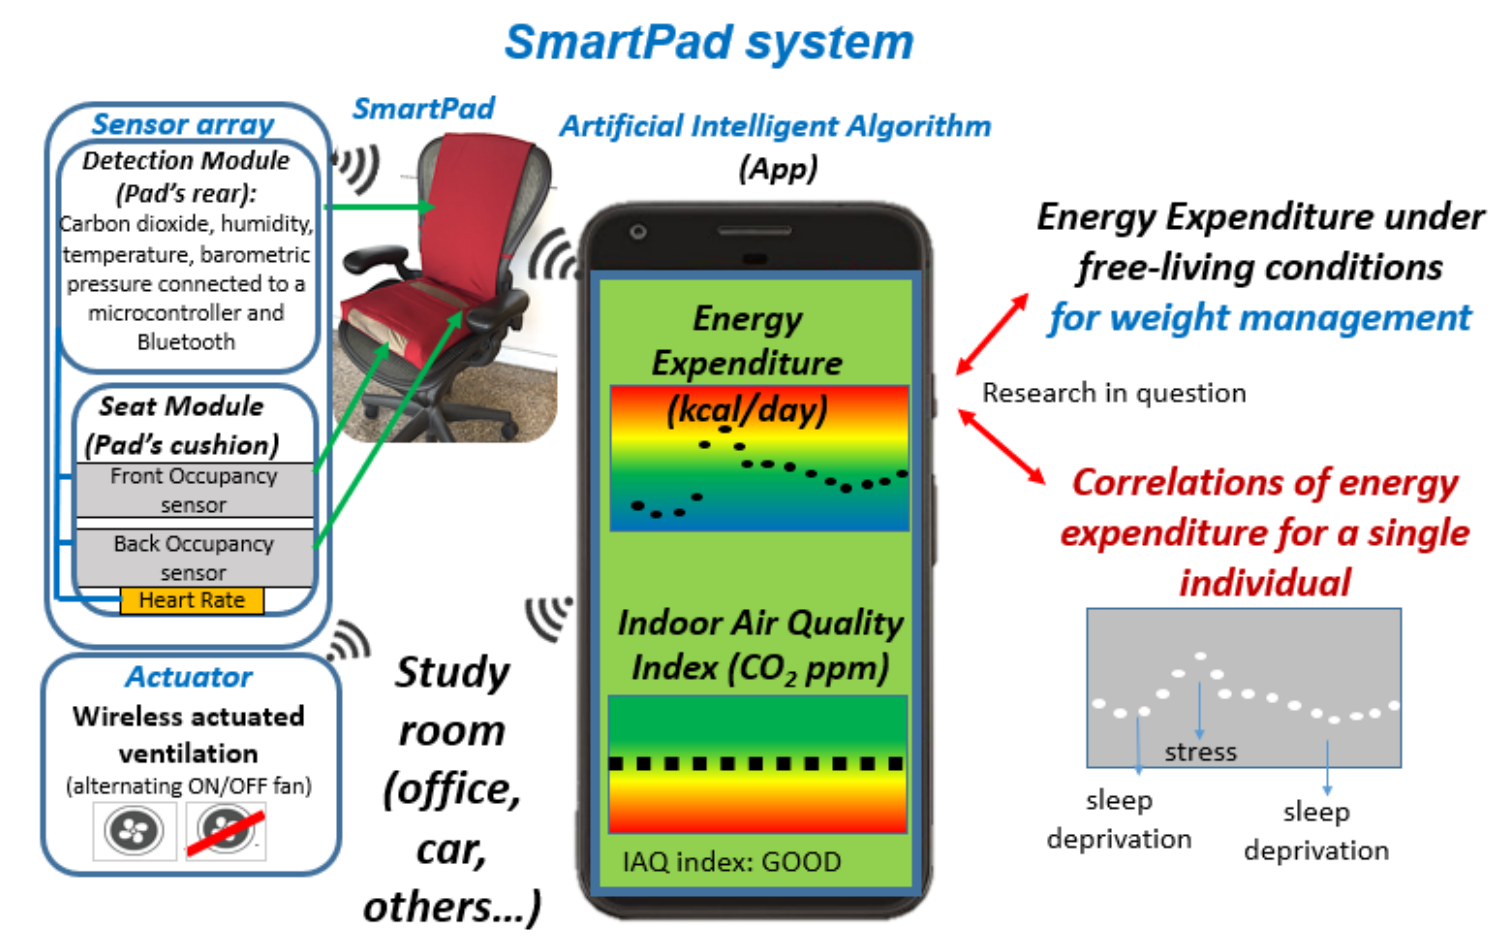 SmartPad system
Sensor array
Detection Module
(Pad's rear):
Carbon dioxide, humidity,
temperature, barometric
pressure connected to a
microcontroller and
Bluetooth
Seat Module
(Pad's cushion)
Front Occupancy
sensor
Back Occupancy
sensor
Heart Rate
Actuator
Wireless actuated
ventilation
(alternating ON/OFF fan)
SmartPad
Study
room
(office,
car,
others...)
Artificial Intelligent Algorithm
(App)
Energy
Expenditure
(kcal/day)
Indoor Air Quality
Index (CO₂ ppm)
IAQ index: GOOD
Energy Expenditure under
free-living conditions
for weight management
Research in question
Correlations of energy
expenditure for a single
individual
stress
sleep
deprivation
sleep
deprivation